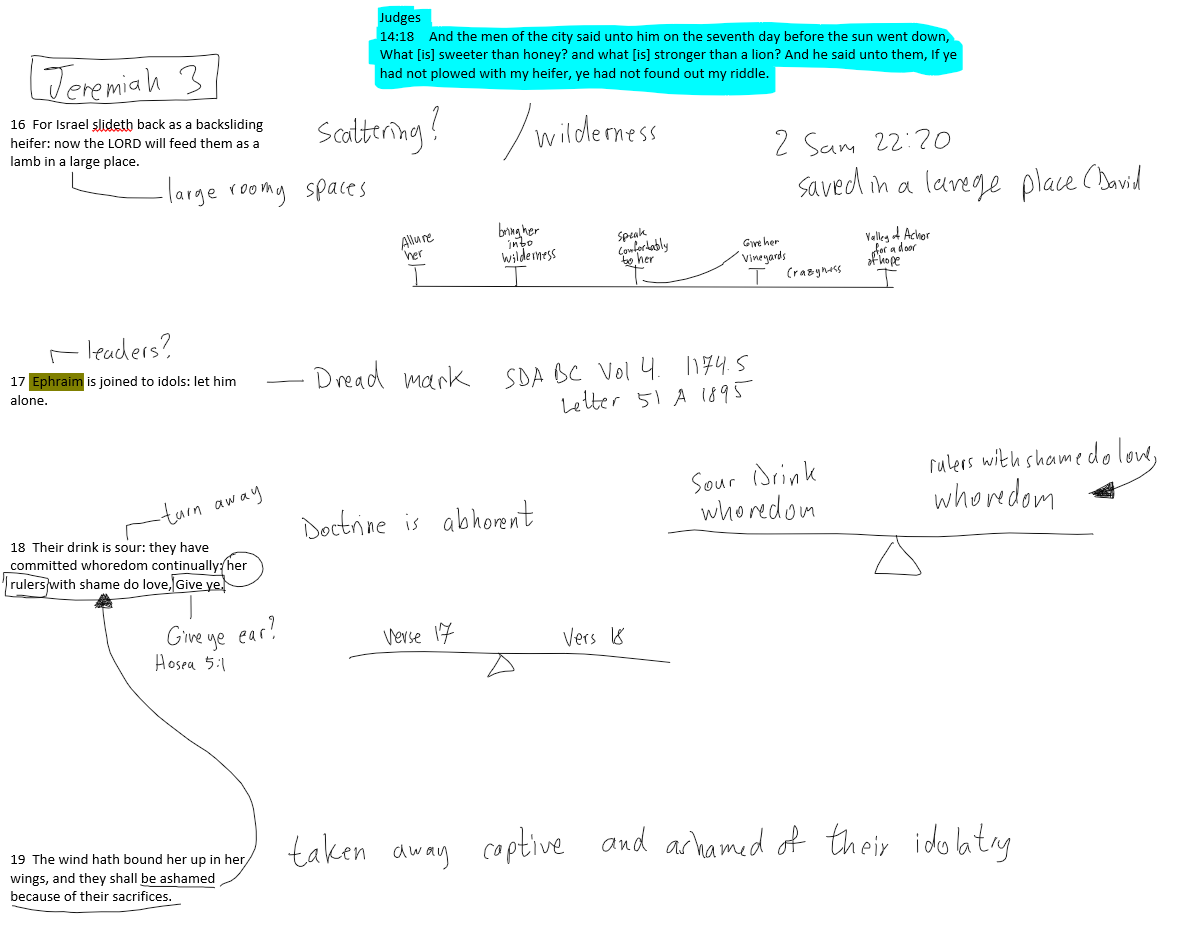 Judges
14:18 And the men of the city said unto him on the seventh day before the sun went down,
What [is] sweeter than honey? and what [is] stronger than a lion? And he said unto them, If ye
had not plowed with my heifer, ye had not found out my riddle.
Jeremiah 3
16 For Israel slideth back as a backsliding
heifer: now the LORD will feed them as a
lamb in a large place.
Scattering?
/wilderness
2 Sam 22:20
saved in a larege place (David
large roomy spaces
Allure
her
bring her
into
wilderness
speak
comfortably
to her
Give her
Vineyards
Crazyness
Valley of Achor
for a door
of hope
leaders?
17 Ephraim is joined to idols: let him
alone.
Dread mark SDA BC Vol 4. 1174.5
Letter 51 A 1895
turn away
Doctrine is abhorent
Sour Drink
whoredom
rulers with shame do love,
whoredom
18 Their drink is sour: they have
committed whoredom continually: her
rulers with shame do love, Give ye.
Give ye ear?
Hosea 5:1
Verse 17
Vers 18
19 The wind hath bound her up in her
wings, and they shall be ashamed
because of their sacrifices.
taken away captive and ashamed of their idolatry